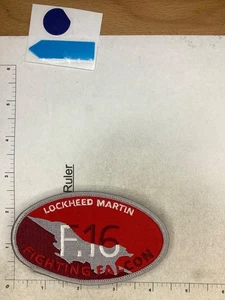 Ruler
LOCKHEED MARTIN
F-16
FIGHTING FALCON